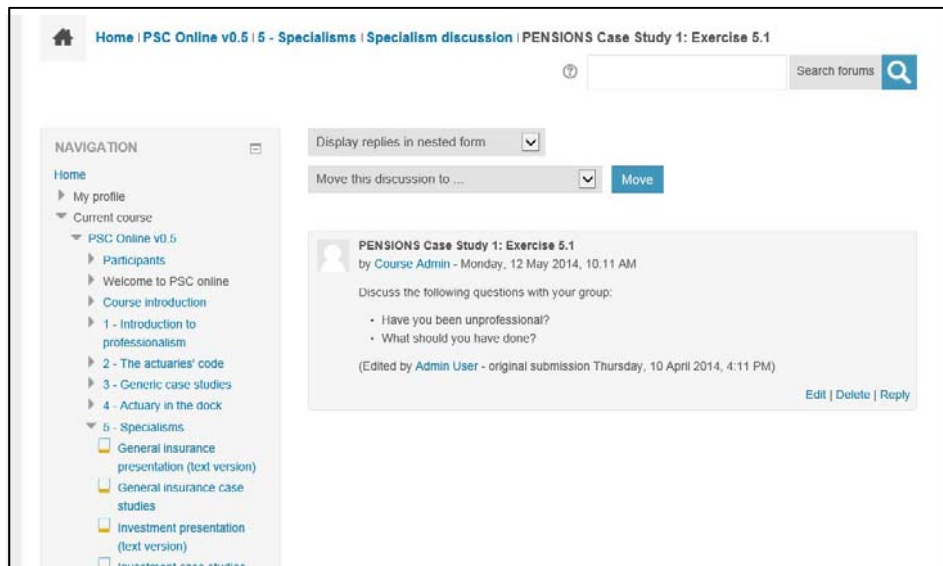 Home | PSC Online v0.5 | 5 - Specialisms | Specialism discussion | PENSIONS Case Study 1: Exercise 5.1
Search forums
NAVIGATION
Home
My profile
Current course
PSC Online v0.5
Participants
Welcome to PSC online
Course introduction
1 - Introduction to
professionalism
2 - The actuaries' code
3 - Generic case studies
4 - Actuary in the dock
5 - Specialisms
General insurance
presentation (text version)
General insurance case
studies
Investment presentation
(text version)
Investment case studies
Display replies in nested form
Move this discussion to ...
Move
PENSIONS Case Study 1: Exercise 5.1
by Course Admin - Monday, 12 May 2014, 10:11 AM
Discuss the following questions with your group:
• Have you been unprofessional?
• What should you have done?
(Edited by Admin User - original submission Thursday, 10 April 2014, 4:11 PM)
Edit | Delete | Reply